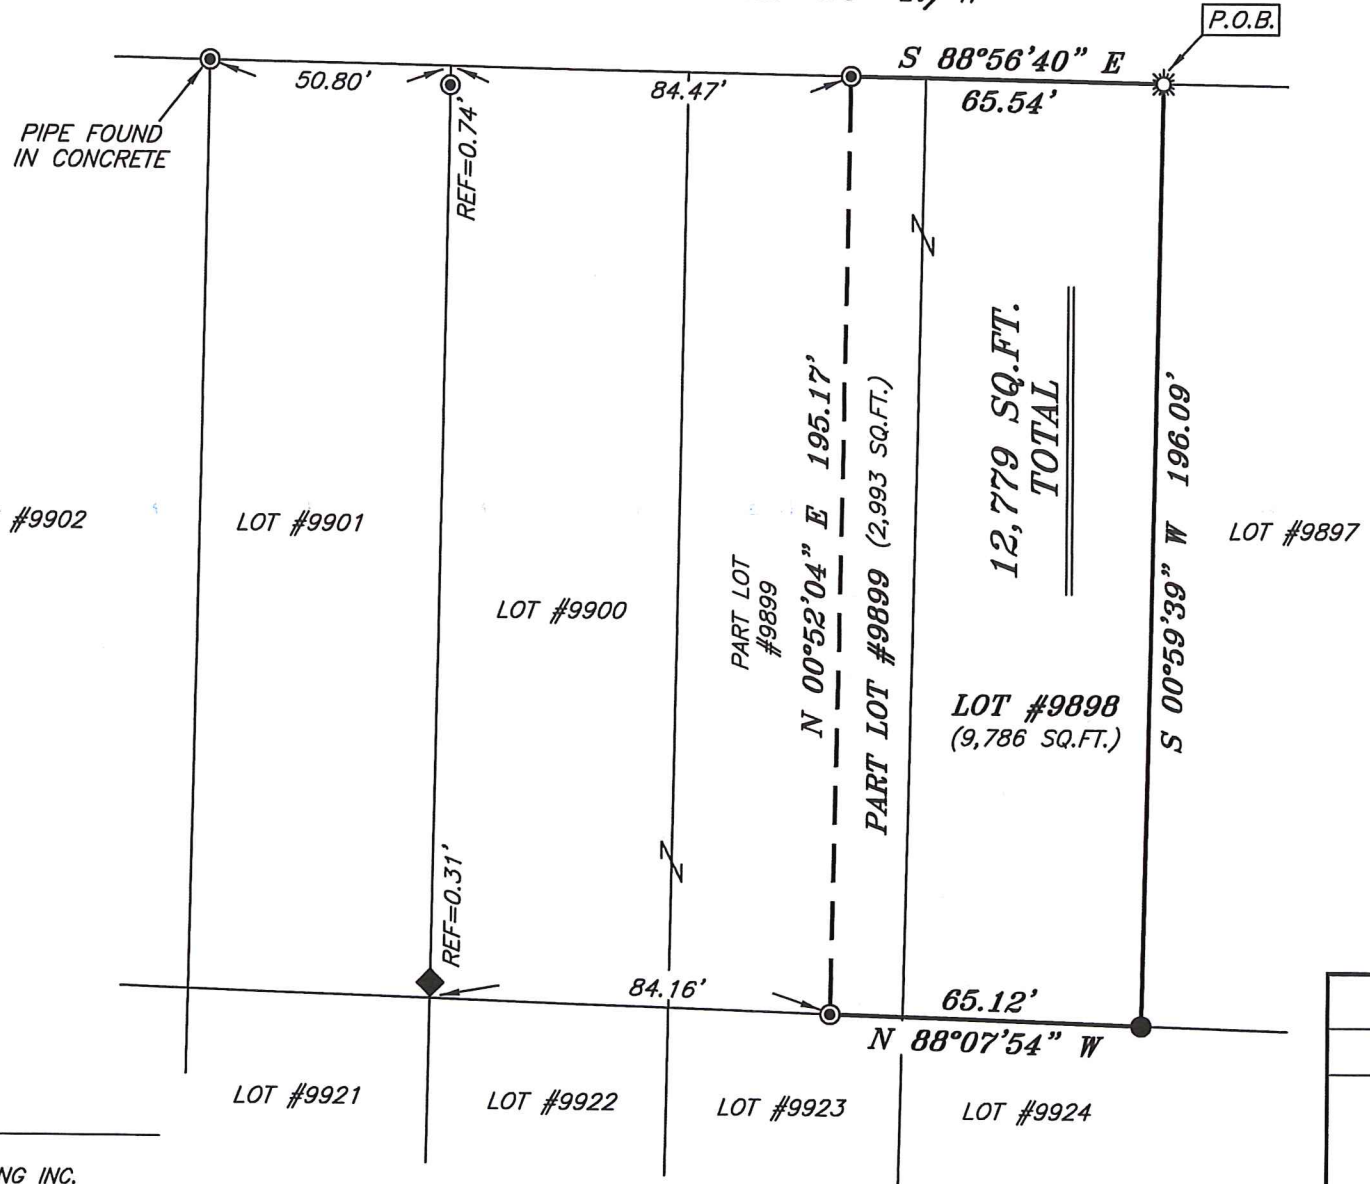 P.O.B.
S 88°56'40" E
65.54'
50.80'
84.47'
PIPE FOUND
IN CONCRETE
REF=0.74'
12,779 SQ.FT.
TOTAL
N 00°52'04" E 195.17'
PART LOT #9899 (2,993 SQ.FT.)
S 00°59'39" W 196.09'
#9902
LOT #9901
LOT #9900
PART LOT
#9899
LOT #9897
LOT #9898
(9,786 SQ.FT.)
REF=0.31'
84.16'
65.12'
N 88°07'54" W
LOT #9921
LOT #9922
LOT #9923
LOT #9924
INC.